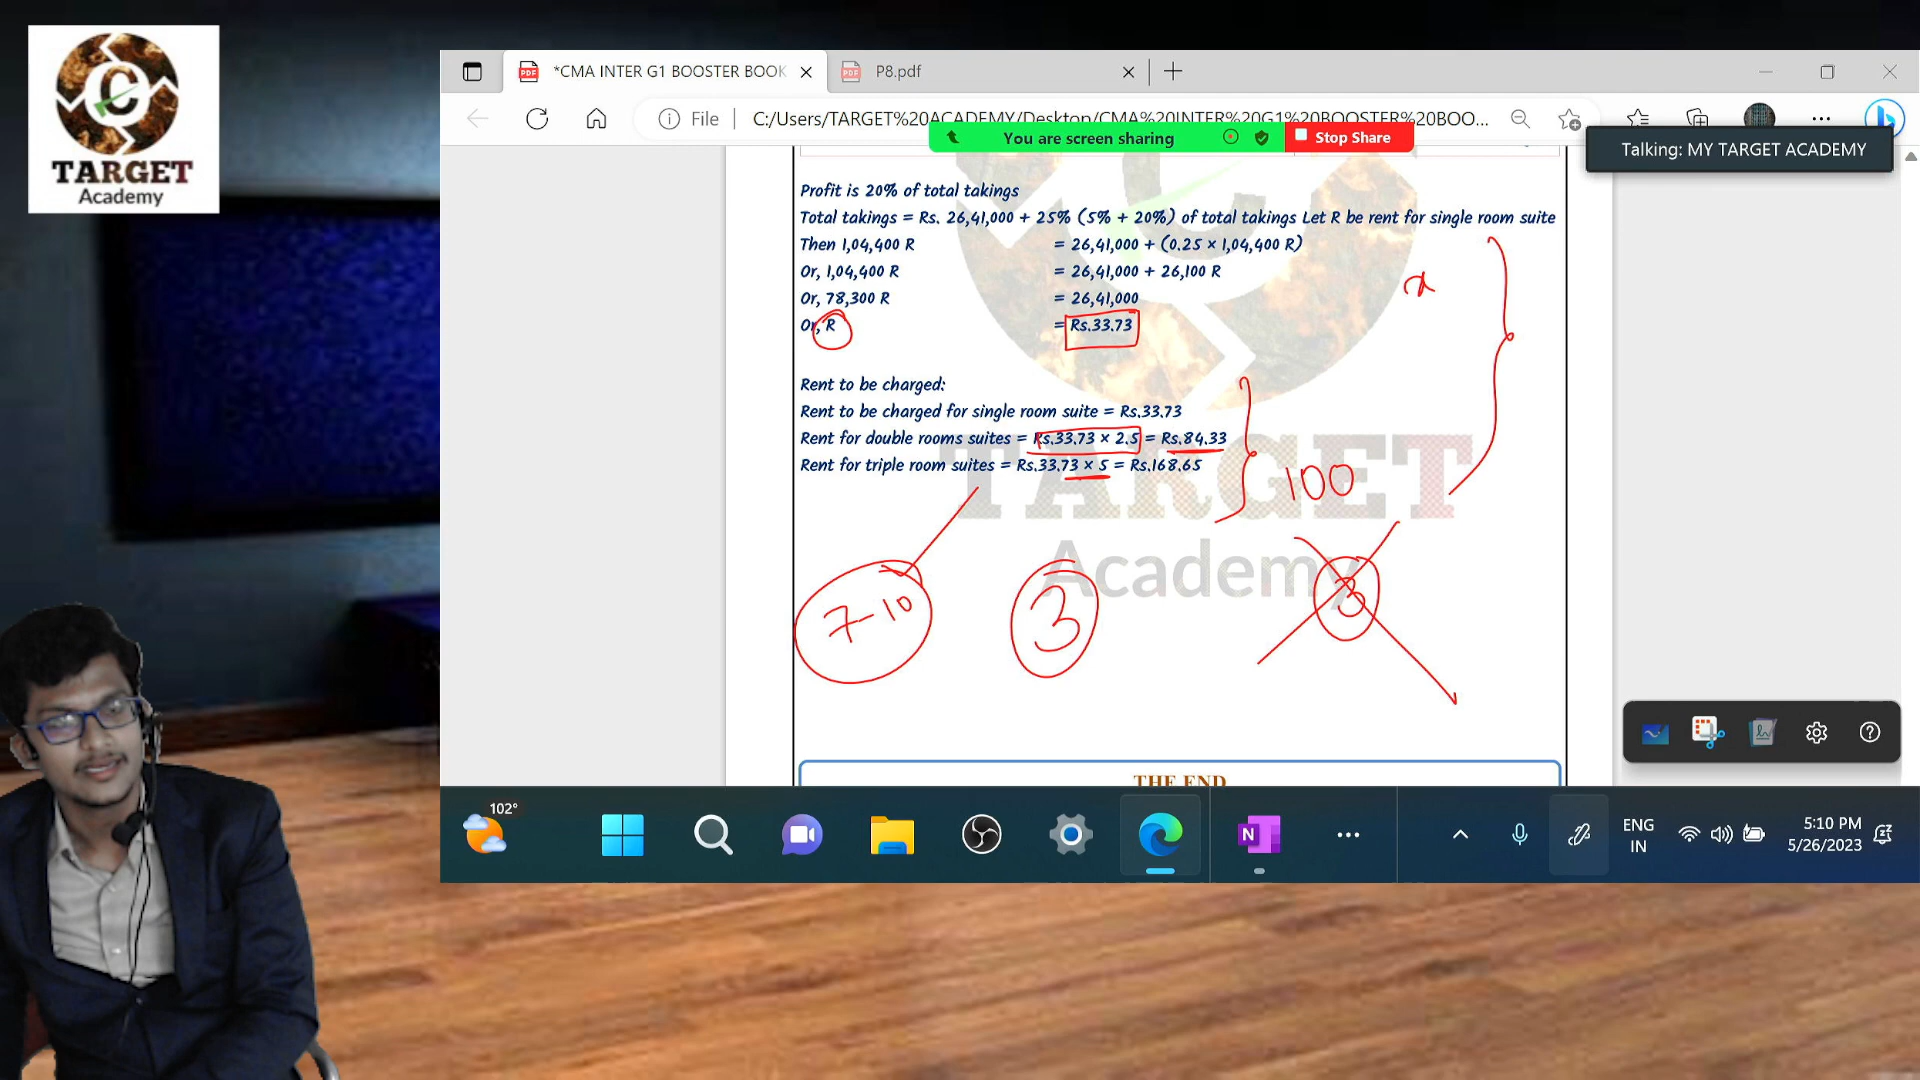 C
TARGET
Academy
*CMA INTER G1 BOOSTER BOOK
P8.pdf
File
C:/Users/TARGET%20ACADEMY/Desktop/CMA%20INTER%20G1%20BOOSTER%20BOO...
You are screen sharing
Stop Share
Talking: MY TARGET ACADEMY
Profit is 20% of total takings
Total takings = Rs. 26,41,000 + 25% (5% + 20%) of total takings Let R be rent for single room suite
Then 1,04,400 R = 26,41,000 + (0.25 × 1,04,400 R)
Or, 1,04,400 R = 26,41,000 + 26,100 R
Or, 78,300 R = 26,41,000
Or, R = Rs.33.73
Rent to be charged:
Rent to be charged for single room suite = Rs.33.73
Rent for double rooms suites = Rs.33.73 × 2.5 = Rs.84.33
Rent for triple room suites = Rs.33.73 × 5 = Rs.168.65
100
TARGET
Academy
7-10
3
3
THE END
102°
N
ENG
IN
5:10 PM
5/26/2023